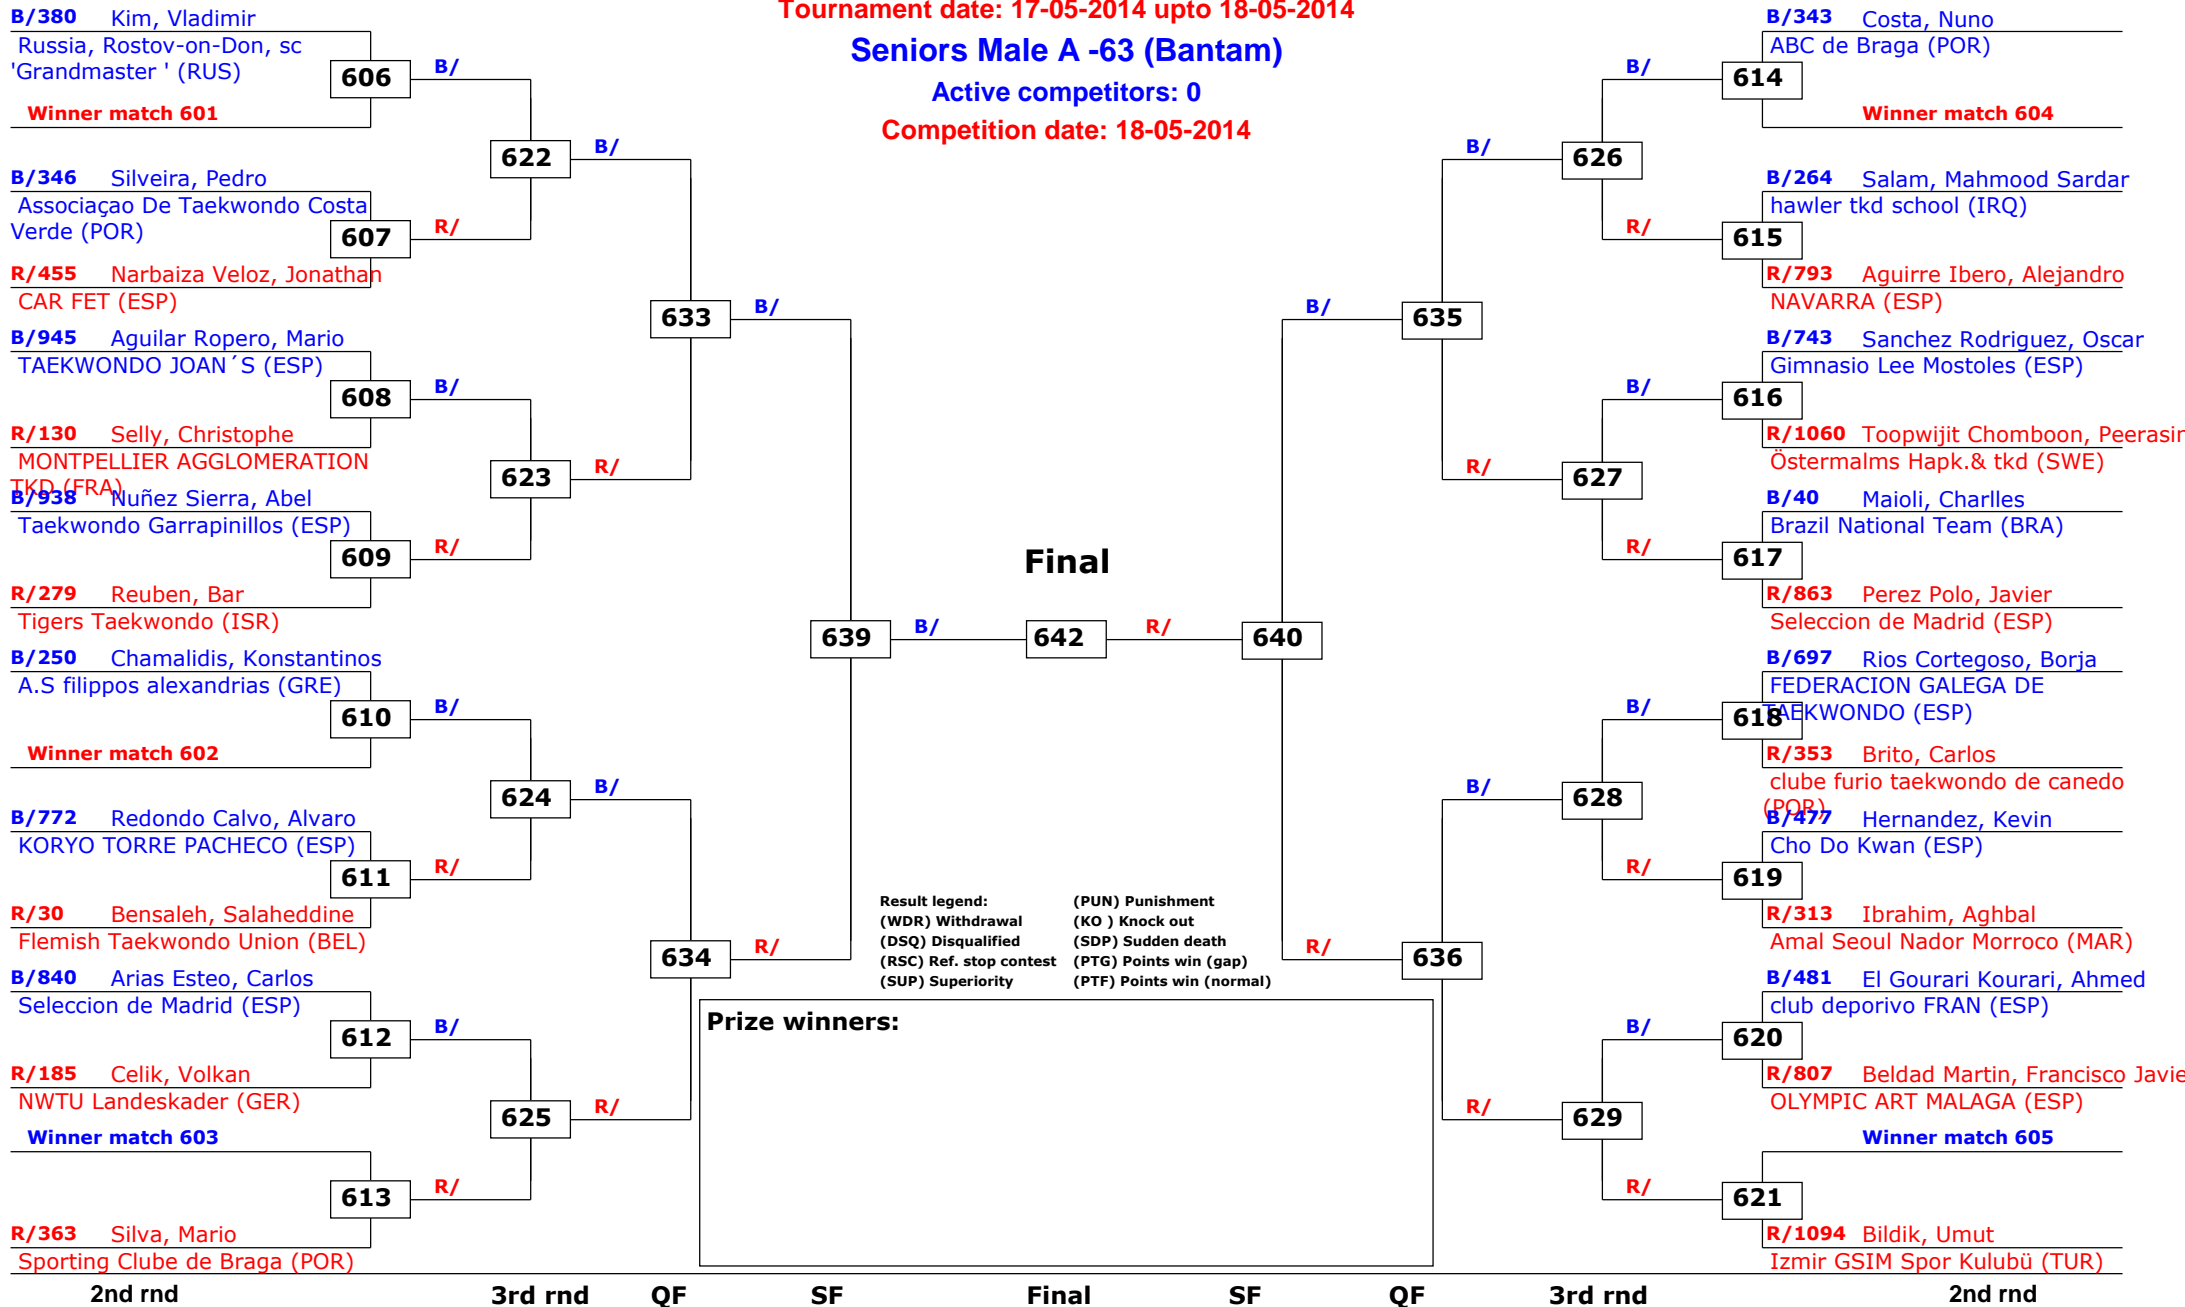 Tournament date: 17-05-2014 upto 18-05-2014
Seniors Male A -63 (Bantam)
Active competitors: 0
Competition date: 18-05-2014
B/380 Kim, Vladimir
Russia, Rostov-on-Don, sc
'Grandmaster ' (RUS)
606
B/
Winner match 601
622
B/
B/346 Silveira, Pedro
Associaçao De Taekwondo Costa
Verde (POR)
607
R/
R/455 Narbaiza Veloz, Jonathan
CAR FET (ESP)
633
B/
B/945 Aguilar Ropero, Mario
TAEKWONDO JOAN´S (ESP)
608
B/
R/130 Selly, Christophe
MONTPELLIER AGGLOMERATION
TKD (FRA)
623
R/
B/938 Nuñez Sierra, Abel
Taekwondo Garrapinillos (ESP)
609
R/
R/279 Reuben, Bar
Tigers Taekwondo (ISR)
639
B/
B/250 Chamalidis, Konstantinos
A.S filippos alexandrias (GRE)
610
B/
Winner match 602
624
B/
B/772 Redondo Calvo, Alvaro
KORYO TORRE PACHECO (ESP)
611
R/
R/30 Bensaleh, Salaheddine
Flemish Taekwondo Union (BEL)
634
R/
B/840 Arias Esteo, Carlos
Seleccion de Madrid (ESP)
612
B/
R/185 Celik, Volkan
NWTU Landeskader (GER)
625
R/
Winner match 603
613
R/
R/363 Silva, Mario
Sporting Clube de Braga (POR)
Final
642
R/
640
Result legend: (PUN) Punishment
(WDR) Withdrawal (KO ) Knock out
(DSQ) Disqualified (SDP) Sudden death
(RSC) Ref. stop contest (PTG) Points win (gap)
(SUP) Superiority (PTF) Points win (normal)
Prize winners:
B/343 Costa, Nuno
ABC de Braga (POR)
B/
614
Winner match 604
B/
626
B/264 Salam, Mahmood Sardar
hawler tkd school (IRQ)
R/
615
R/793 Aguirre Ibero, Alejandro
NAVARRA (ESP)
B/
635
B/743 Sanchez Rodriguez, Oscar
Gimnasio Lee Mostoles (ESP)
B/
616
R/1060 Toopwijit Chomboon,
Östermalms Hapk.& tkd (SWE)
R/
627
B/40 Maioli, Charlles
Brazil National Team (BRA)
R/
617
R/863 Perez Polo, Javier
Seleccion de Madrid (ESP)
B/697 Rios Cortegoso, Borja
FEDERACION GALEGA DE
TAEKWONDO (ESP)
B/
618
R/353 Brito, Carlos
clube furio taekwondo de canedo
(POR)
B/
628
B/477 Hernandez, Kevin
Cho Do Kwan (ESP)
R/
619
R/313 Ibrahim, Aghbal
Amal Seoul Nador Morroco (MAR)
R/
636
B/481 El Gourari Kourari, Ahmed
club deporivo FRAN (ESP)
B/
620
R/807 Beldad Martin, Francisco Javie
OLYMPIC ART MALAGA (ESP)
R/
629
Winner match 605
R/
621
R/1094 Bildik, Umut
Izmir GSIM Spor Kulubü (TUR)
2nd rnd 3rd rnd QF SF Final SF QF 3rd rnd 2nd rnd